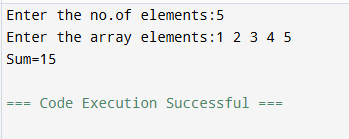 Enter the no.of elements:5
Enter the array elements:1 2 3 4 5
Sum=15
=== Code Execution Successful ===